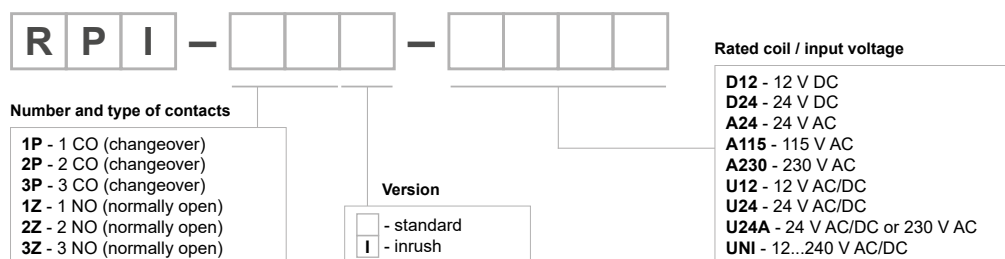 R P I – –
Rated coil / input voltage
D12 - 12 V DC
D24 - 24 V DC
A24 - 24 V AC
A115 - 115 V AC
A230 - 230 V AC
U12 - 12 V AC/DC
U24 - 24 V AC/DC
U24A - 24 V AC/DC or 230 V AC
UNI - 12...240 V AC/DC
Number and type of contacts
1P - 1 CO (changeover)
2P - 2 CO (changeover)
3P - 3 CO (changeover)
1Z - 1 NO (normally open)
2Z - 2 NO (normally open)
3Z - 3 NO (normally open)
Version
- standard
I - inrush